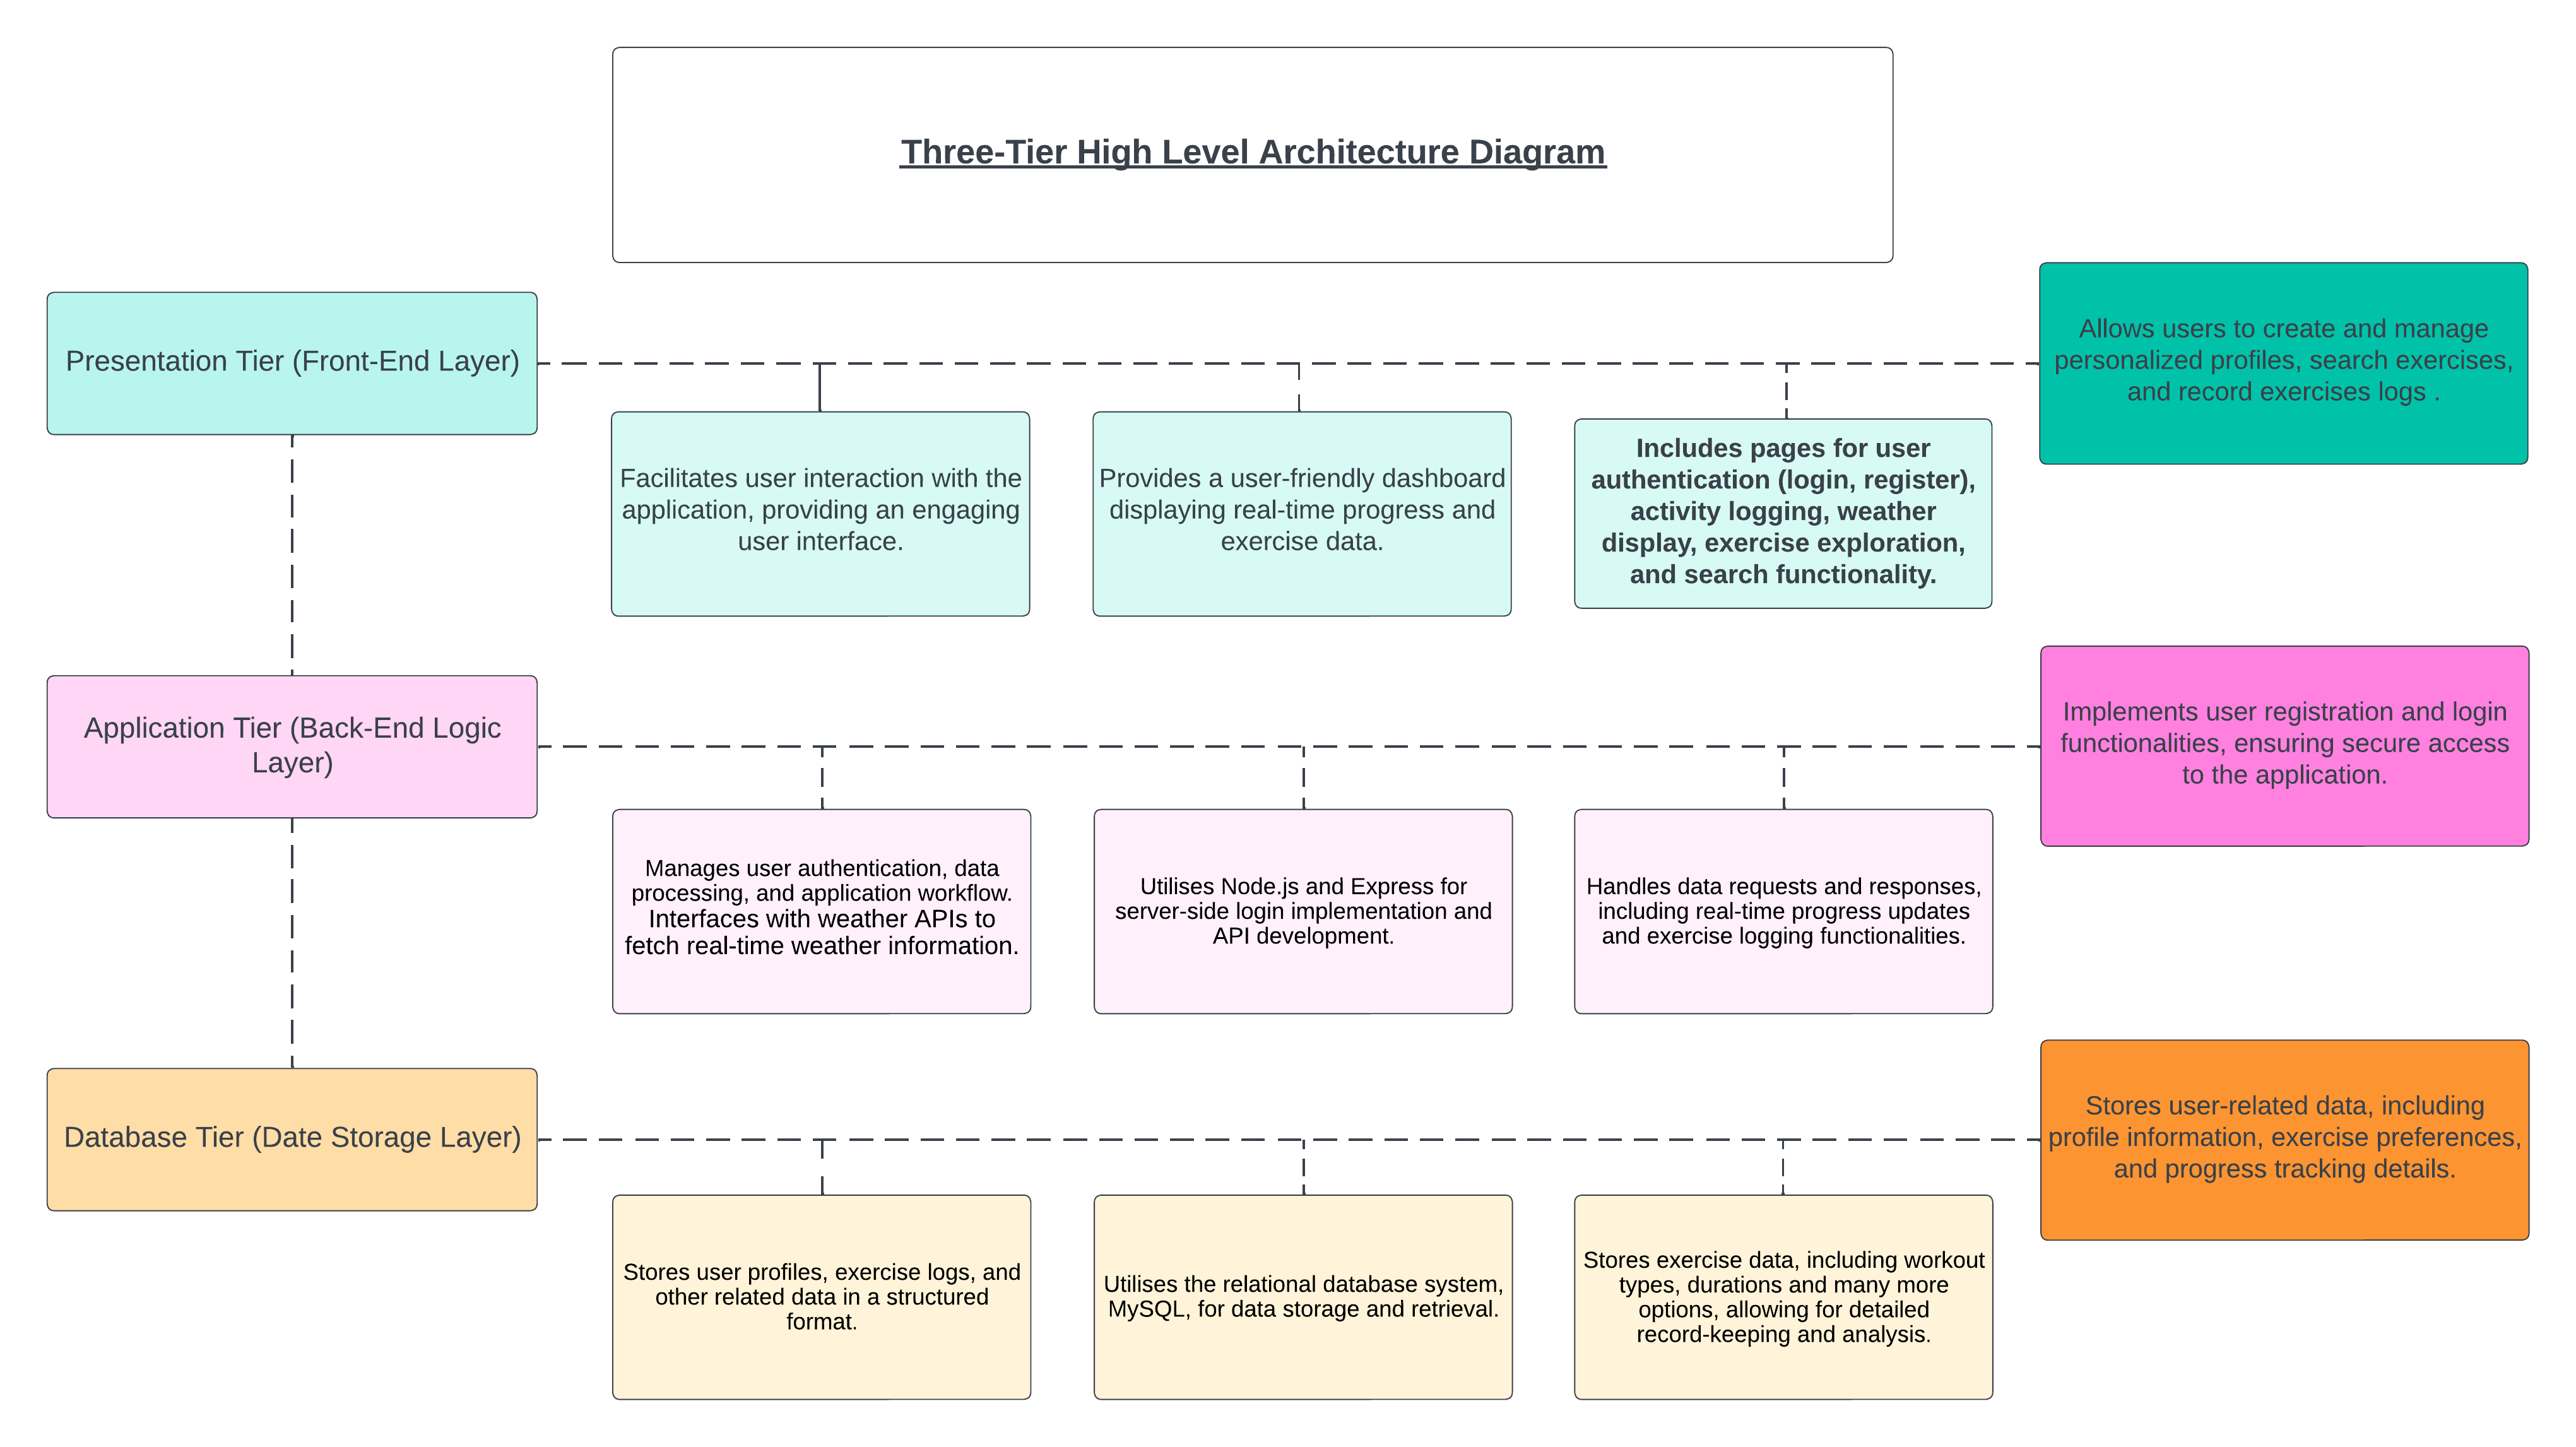 Three-Tier High Level Architecture Diagram
Presentation Tier (Front-End Layer)
Allows users to create and manage
personalized profiles, search exercises,
and record exercises logs .
Facilitates user interaction with the
application, providing an engaging
user interface.
Provides a user-friendly dashboard
displaying real-time progress and
exercise data.
Includes pages for user
authentication (login, register),
activity logging, weather
display, exercise exploration,
and search functionality.
Application Tier (Back-End Logic
Layer)
Implements user registration and login
functionalities, ensuring secure access
to the application.
Manages user authentication, data
processing, and application workflow.
Interfaces with weather APIs to
fetch real-time weather information.
Utilises Node.js and Express for
server-side login implementation and
API development.
Handles data requests and responses,
including real-time progress updates
and exercise logging functionalities.
Database Tier (Date Storage Layer)
Stores user-related data, including
profile information, exercise preferences,
and progress tracking details.
Stores user profiles, exercise logs, and
other related data in a structured
format.
Utilises the relational database system,
MySQL, for data storage and retrieval.
Stores exercise data, including workout
types, durations and many more
options, allowing for detailed
record-keeping and analysis.